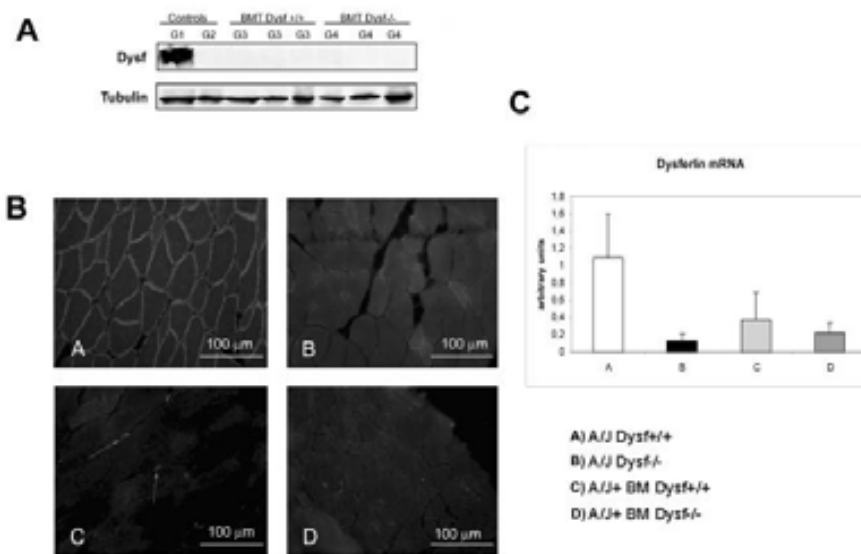 A
Controls BMT Dysf +/+ BMT Dysf-/-
G1 G2 G3 G3 G3 G4 G4 G4
Dysf
Tubulin
B
A
100 μm
B
100 μm
C
100 μm
D
100 μm
C
Dysferlin mRNA
arbitrary units
1.8
1.6
1.4
1.2
1
0.8
0.6
0.4
0.2
0
A B C D
A) A/J Dysf+/+
B) A/J Dysf-/-
C) A/J+ BM Dysf+/+
D) A/J+ BM Dysf-/-